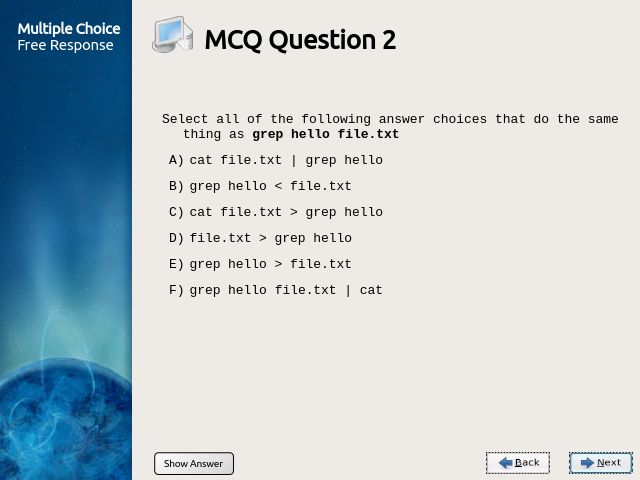 Multiple Choice
Free Response
MCQ Question 2
Select all of the following answer choices that do the same
thing as grep hello file.txt
A) cat file.txt | grep hello
B) grep hello < file.txt
C) cat file.txt > grep hello
D) file.txt > grep hello
E) grep hello > file.txt
F) grep hello file.txt | cat
Show Answer
Back
Next